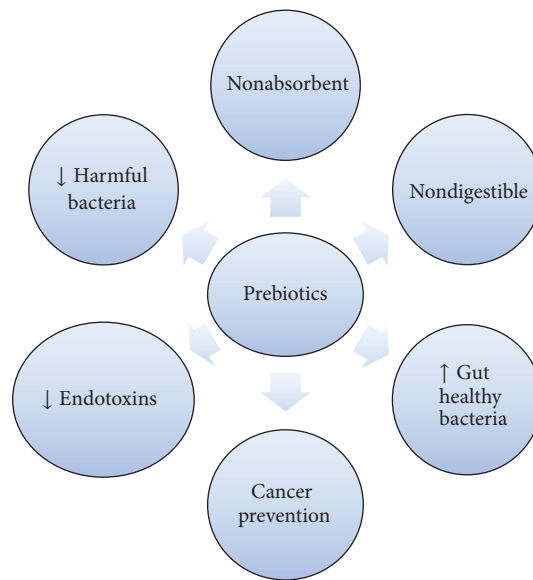 Nonabsorbent
↓ Harmful
bacteria
Nondigestible
Prebiotics
↓ Endotoxins
↑ Gut
healthy
bacteria
Cancer
prevention